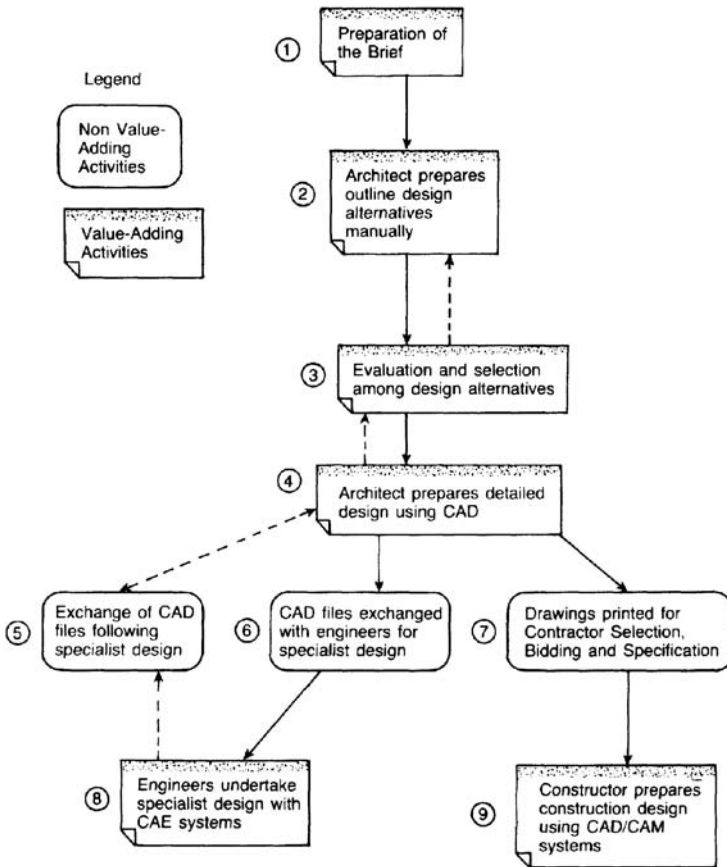 ①
Preparation of
the Brief
Legend
Non Value-
Adding
Activities
Value-Adding
Activities
②
Architect prepares
outline design
alternatives
manually
③
Evaluation and selection
among design alternatives
④
Architect prepares detailed
design using CAD
⑤
Exchange of CAD
files following
specialist design
⑥
CAD files exchanged
with engineers for
specialist design
⑦
Drawings printed for
Contractor Selection,
Bidding and Specification
⑧
Engineers undertake
specialist design with
CAE systems
⑨
Constructor prepares
construction design
using CAD/CAM
systems